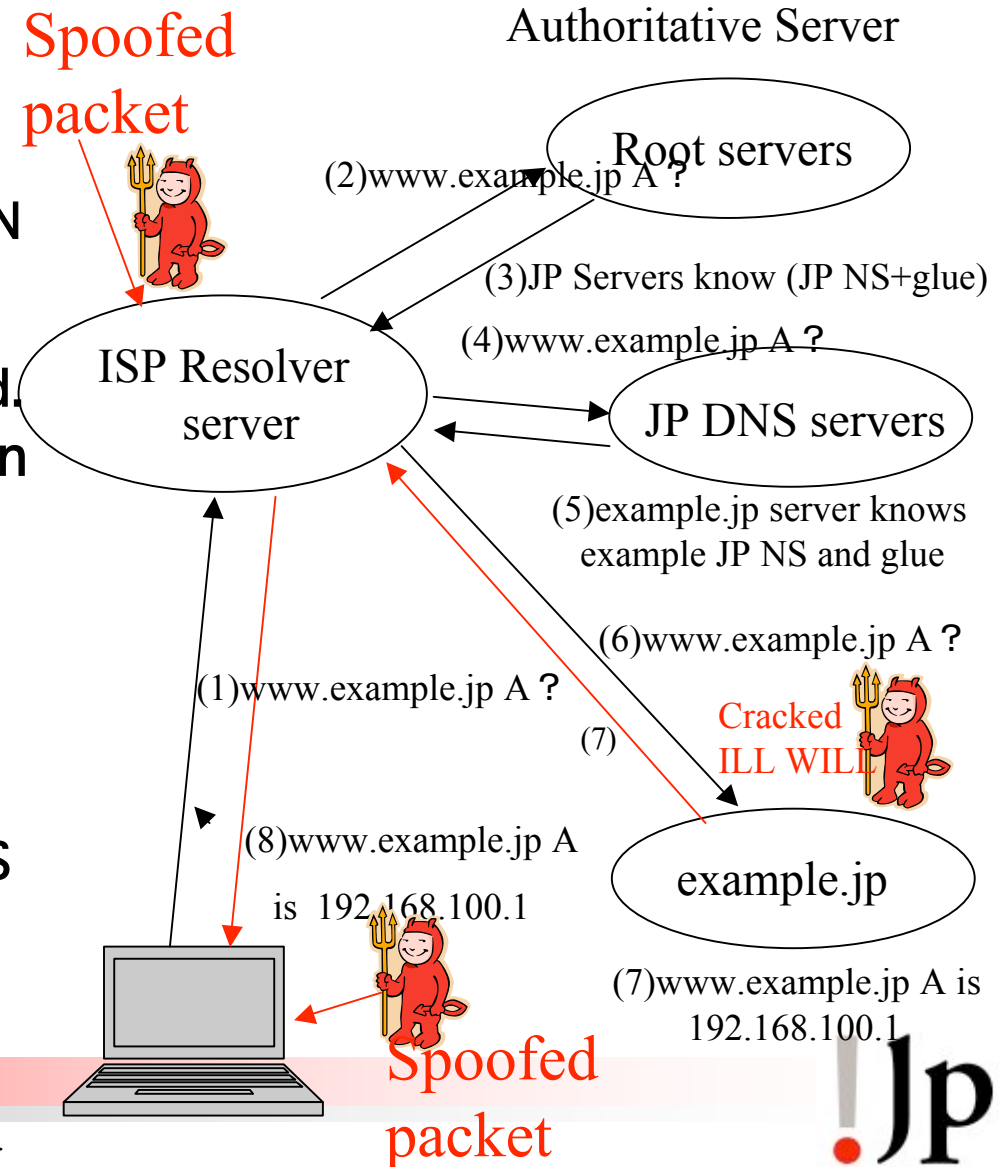 Spoofed
packet
Authoritative Server
Root servers
(2)www.example.jp A？
N
(3)JP Servers know (JP NS+glue)
(4)www.example.jp A？
ISP Resolver
server
d.
n
JP DNS servers
(5)example.jp server knows
example JP NS and glue
(6)www.example.jp A？
(1)www.example.jp A？
Cracked
ILL WILL
(7)
(8)www.example.jp A
is 192.168.100.1
S
example.jp
(7)www.example.jp A is
192.168.100.1
Spoofed
packet
Jp